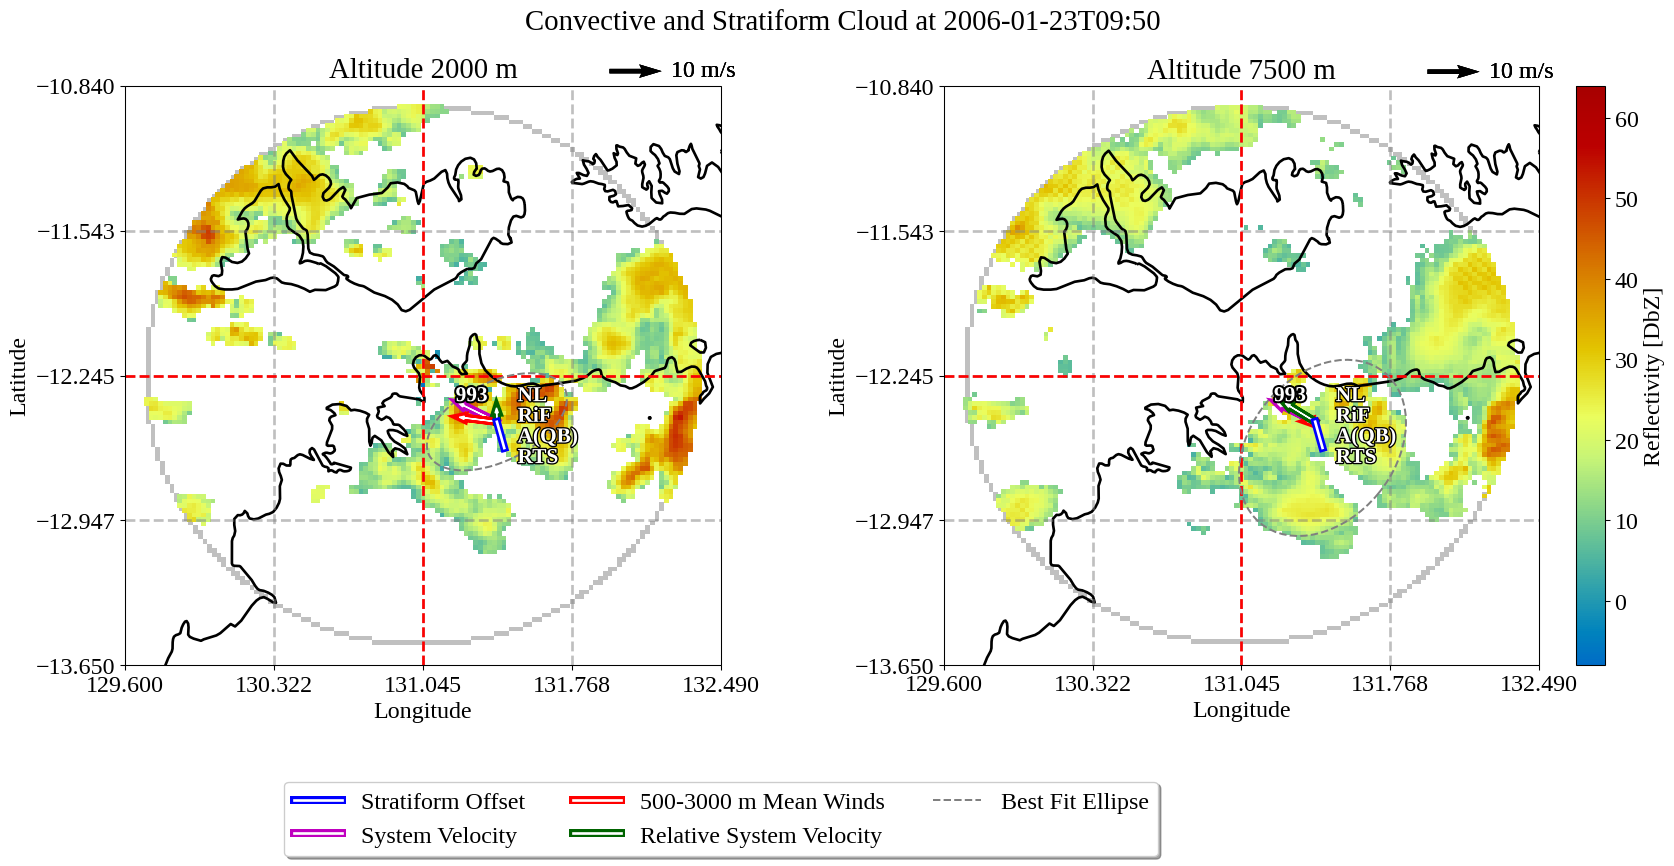 Convective and Stratiform Cloud at 2006-01-23T09:50
Altitude 2000 m
10 m/s
−10.840
−11.543
−12.245
−12.947
−13.650
Latitude
129.600
130.322
131.045
131.768
132.490
Longitude
993
NL
RiF
A(QB)
RTS
Altitude 7500 m
10 m/s
−10.840
−11.543
−12.245
−12.947
−13.650
Latitude
129.600
130.322
131.045
131.768
132.490
Longitude
993
NL
RiF
A(QB)
RTS
60
50
40
30
20
10
0
Reflectivity [DbZ]
Stratiform Offset
System Velocity
500-3000 m Mean Winds
Relative System Velocity
Best Fit Ellipse